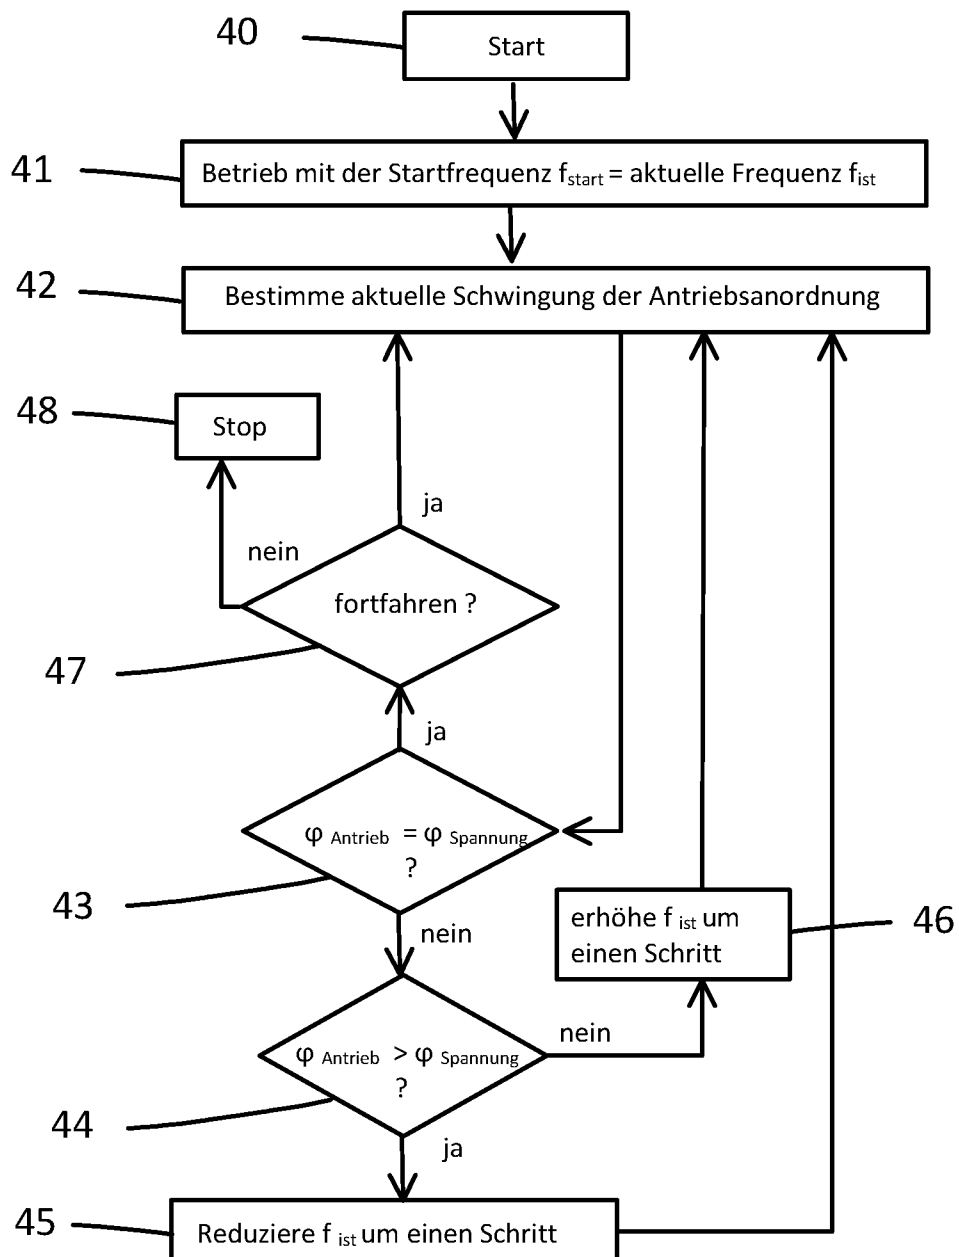 40
Start
41
Betrieb mit der Startfrequenz fstart = aktuelle Frequenz fist
42
Bestimme aktuelle Schwingung der Antriebsanordnung
48
Stop
ja
nein
fortfahren ?
47
ja
φ Antrieb = φ Spannung
?
43
nein
erhöhe f ist um
einen Schritt
46
nein
φ Antrieb > φ Spannung
?
44
ja
45
Reduziere f ist um einen Schritt